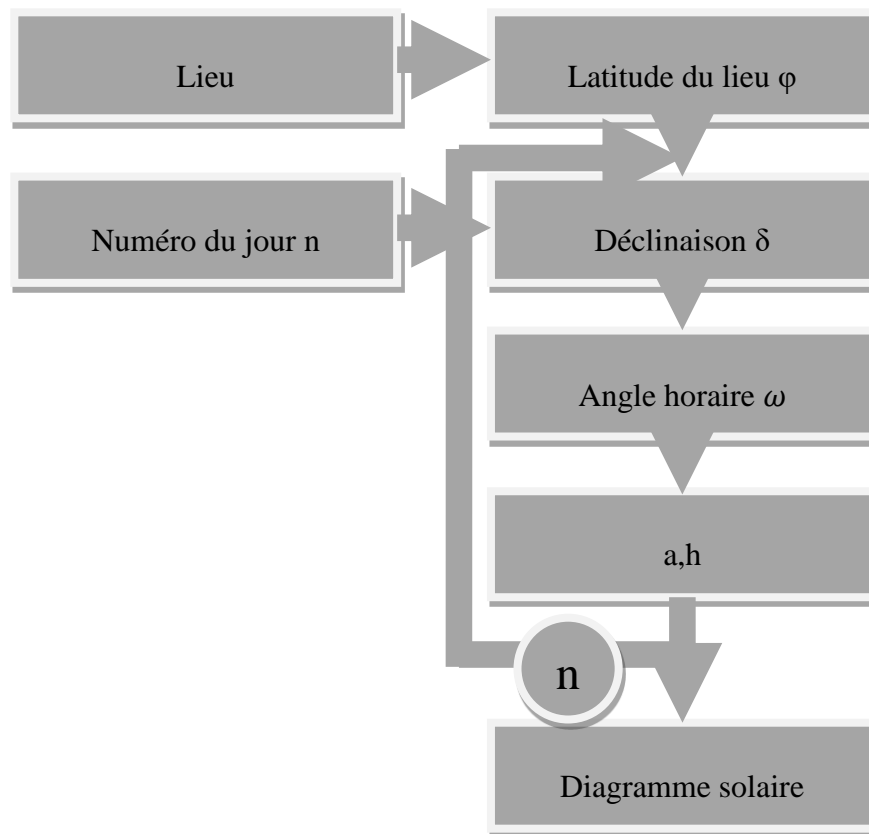 Lieu
Latitude du lieu φ
Numéro du jour n
Déclinaison δ
Angle horaire ω
a,h
n
Diagramme solaire